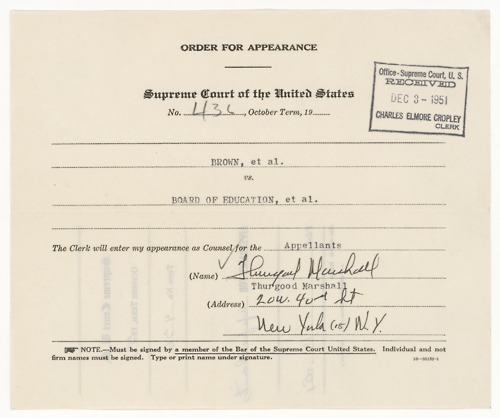 ORDER FOR APPEARANCE
Supreme Court of the United States
No. 436, October Term, 19
Office-Supreme Court, U. S.
RECEIVED
DEC 3 - 1951
CHARLES ELMORE CROPLEY
CLERK
BROWN, et al.
vs.
BOARD OF EDUCATION, et al.
The Clerk will enter my appearance as Counsel for the Appellants
(Name) Thurgood Marshall
Thurgood Marshall
(Address) 20 W. 40th St
New York (18) N.Y.
☞ NOTE.—Must be signed by a member of the Bar of the Supreme Court United States. Individual and not
firm names must be signed. Type or print name under signature.